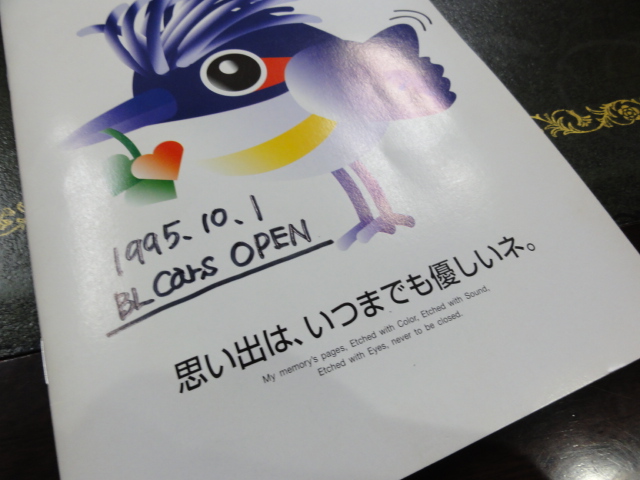 1995.10.1
BL Cars OPEN
思い出は、いつまでも優しいネ。
My memory's pages, Etched with Color, Etched with Sound,
Etched with Eyes, never to be closed.